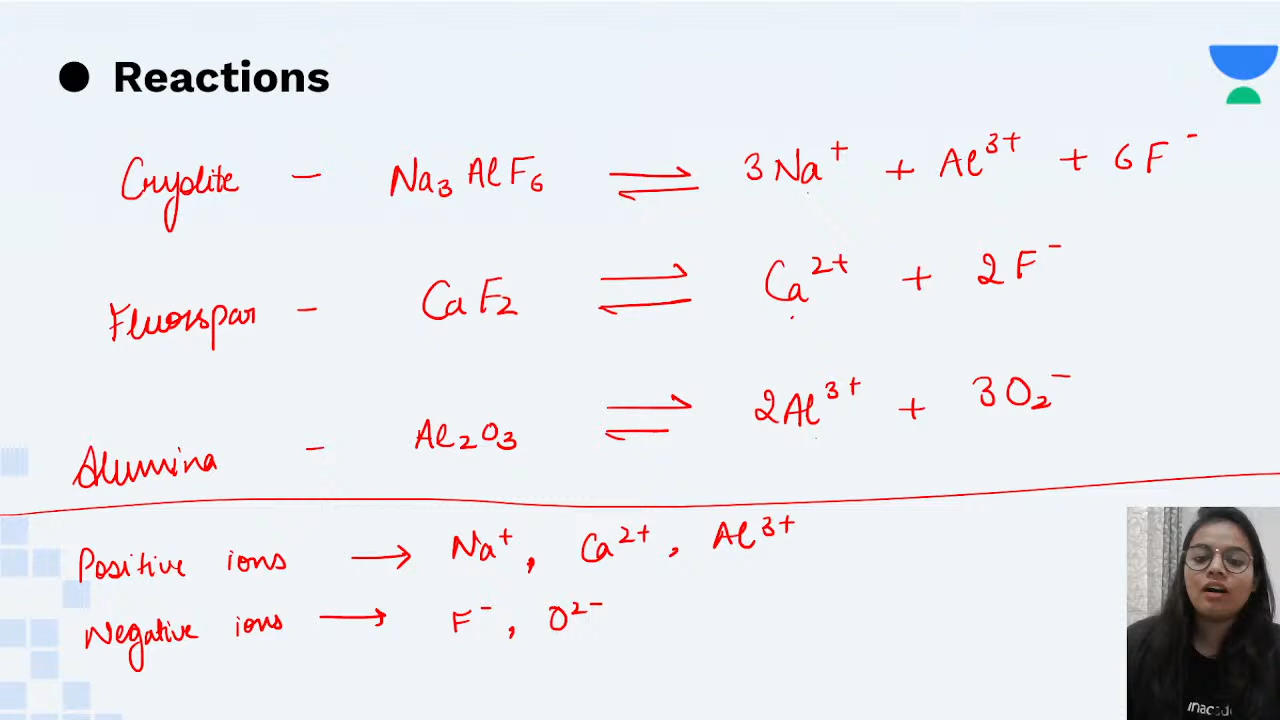 ● Reactions
Cryolite - Na₃AlF₆ ⇌ 3Na⁺ + Al³⁺ + 6F⁻
Fluorspar - CaF₂ ⇌ Ca²⁺ + 2F⁻
Alumina - Al₂O₃ ⇌ 2Al³⁺ + 3O₂⁻
Positive ions → Na⁺, Ca²⁺, Al³⁺
Negative ions → F⁻, O²⁻